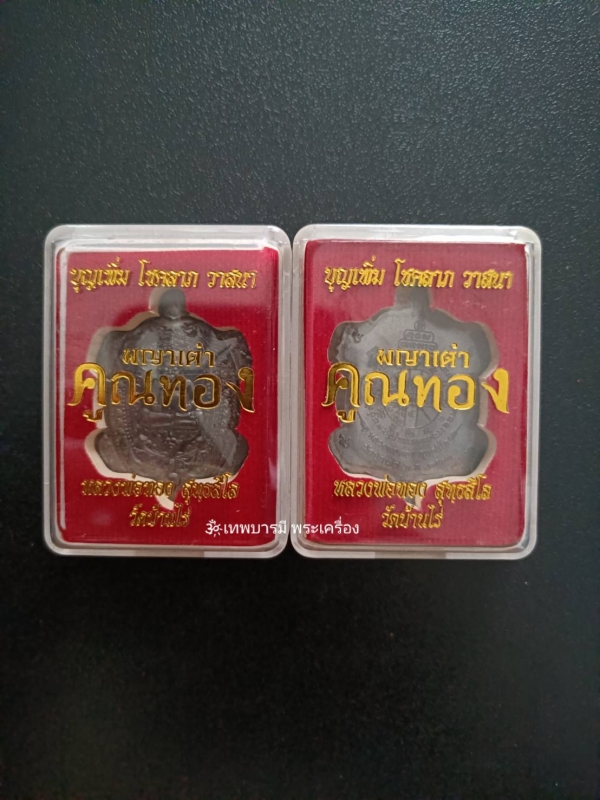 บุญเพิ่ม โชคลาภ วาสนา
พญาเต่า
คูณทอง
หลวงพ่อทอง สุทธสีโล
วัดบ้านไร่
บุญเพิ่ม โชคลาภ วาสนา
พญาเต่า
คูณทอง
หลวงพ่อทอง สุทธสีโล
วัดบ้านไร่
เทพบารมี พระเครื่อง